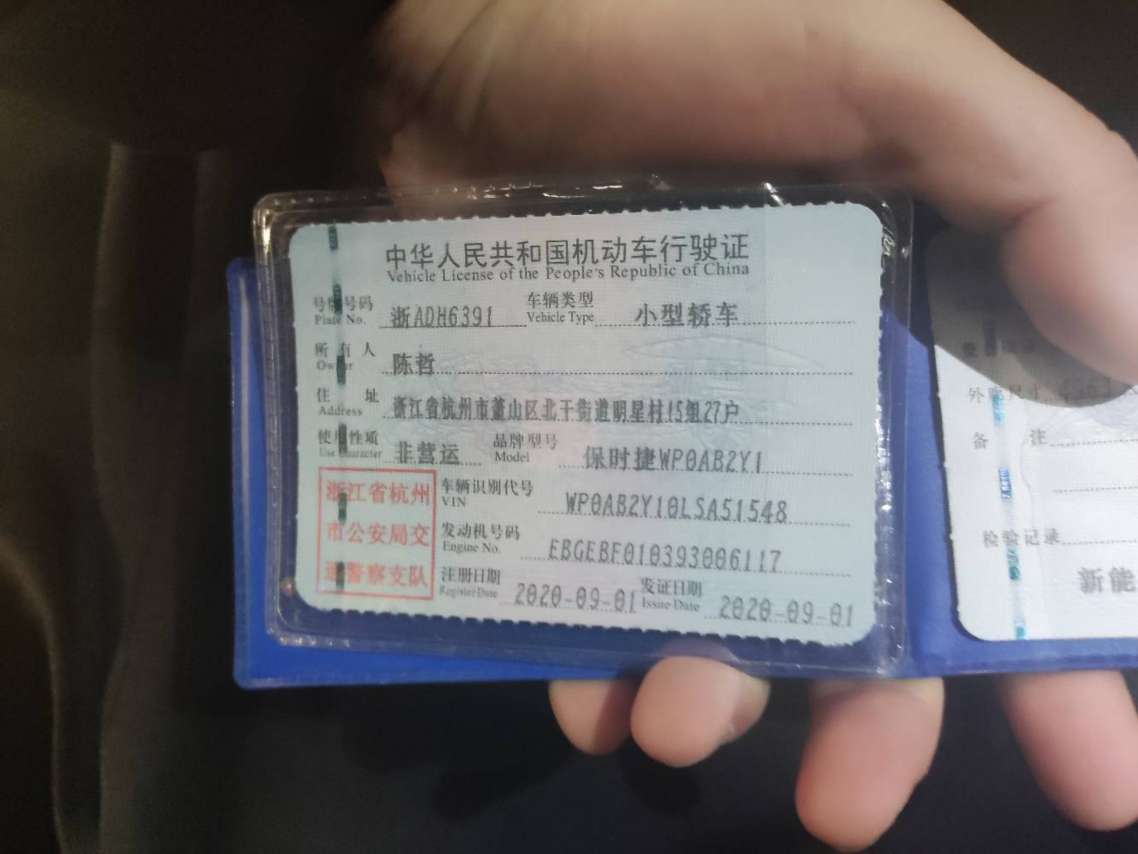 中华人民共和国机动车行驶证
Vehicle License of the People's Republic of China
号牌号码 浙ADH6391 车辆类型 小型轿车
Plate No. Vehicle Type
所有人 陈哲
Owner
住址 浙江省杭州市萧山区北干街道明星村15组27户
Address
使用性质 非营运 品牌型号 保时捷WP0AB2Y1
Use Character Model
浙江省杭州
市公安局交
通警察支队
车辆识别代号 WP0AB2Y10LSA51548
VIN
发动机号码 EBGEBF010393006117
Engine No.
注册日期 2020-09-01 发证日期 2020-09-01
Register Date Issue Date
外
备 注
检验记录
新能